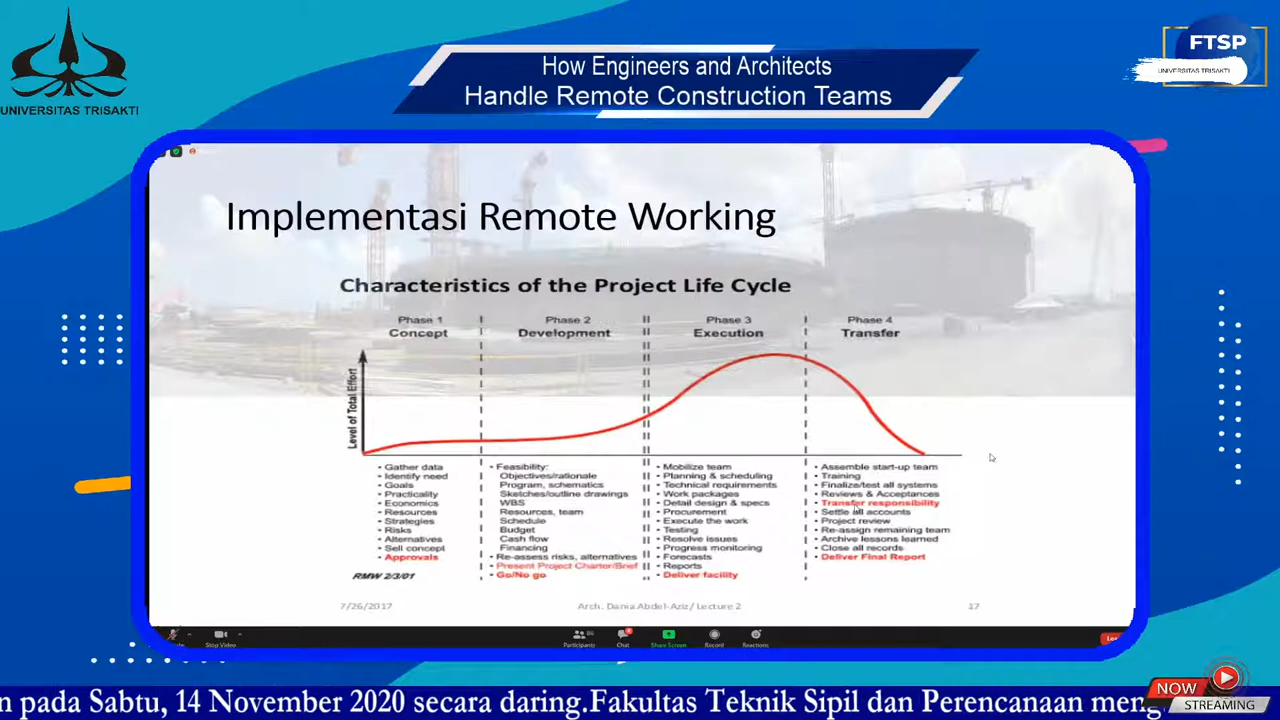 UNIVERSITAS TRISAKTI
How Engineers and Architects
Handle Remote Construction Teams
FTSP
UNIVERSITAS TRISAKTI
Implementasi Remote Working
Characteristics of the Project Life Cycle
Phase 1
Concept
Phase 2
Development
Phase 3
Execution
Phase 4
Transfer
Level of Total Effort
• Gather data
• Identify need
• Goals
• Practicality
• Economics
• Resources
• Strategies
• Risks
• Alternatives
• Sell concept
• Approvals
• Feasibility:
Objectives/rationale
Program, schematics
Sketches/outline drawings
WBS
Resources, team
Schedule
Budget
Cash flow
Financing
• Re-assess risks, alternatives
• Present Project Charter/Brief
• Go/No go
• Mobilize team
• Planning & scheduling
• Technical requirements
• Work packages
• Detail design & specs
• Procurement
• Execute the work
• Testing
• Resolve issues
• Progress monitoring
• Forecasts
• Reports
• Deliver facility
• Assemble start-up team
• Training
• Finalize/test all systems
• Reviews & Acceptances
• Transfer responsibility
• Settle all accounts
• Project review
• Re-assign remaining team
• Archive lessons learned
• Close all records
• Deliver Final Report
RMW 2/3/01
7/26/2017
Arch. Dania Abdel-Aziz/ Lecture 2
17
Stop Video
Participants
Chat
Share Screen
Record
Reactions
n pada Sabtu, 14 November 2020 secara daring.Fakultas Teknik Sipil dan Perencanaan meng
NOW
STREAMING